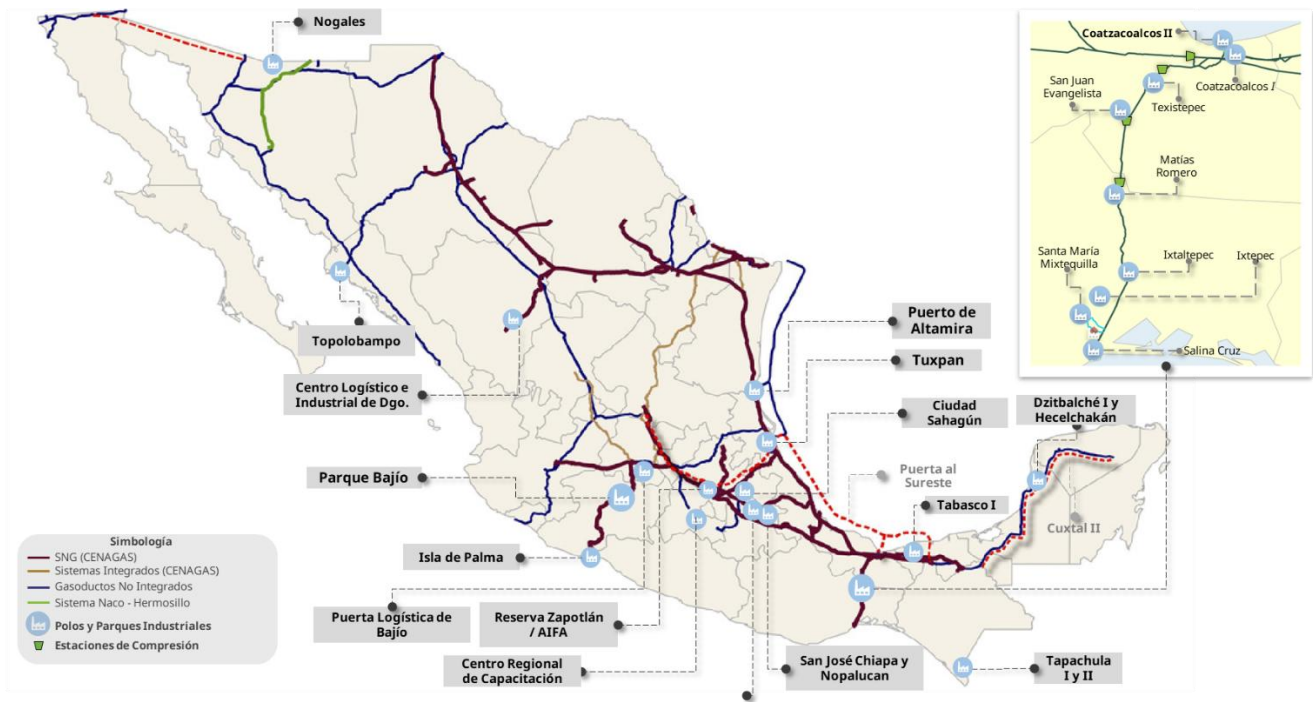 Nogales
Topolobampo
Centro Logístico e
Industrial de Dgo.
Parque Bajío
Isla de Palma
Puerta Logística de
Bajío
Reserva Zapotlán
/ AIFA
Centro Regional
de Capacitación
San José Chiapa y
Nopalucan
Tapachula
I y II
Puerto de
Altamira
Tuxpan
Ciudad
Sahagún
Puerta al
Sureste
Tabasco I
Dzitbalché I y
Hecelchakán
Cuxtal II
Coatzacoalcos II
San Juan
Evangelista
Coatzacoalcos I
Texistepec
Matías
Romero
Santa María
Mixtequilla
Ixtaltepec
Ixtepec
Salina Cruz
Simbología
SNG (CENAGAS)
Sistemas Integrados (CENAGAS)
Gasoductos No Integrados
Sistema Naco - Hermosillo
Polos y Parques Industriales
Estaciones de Compresión